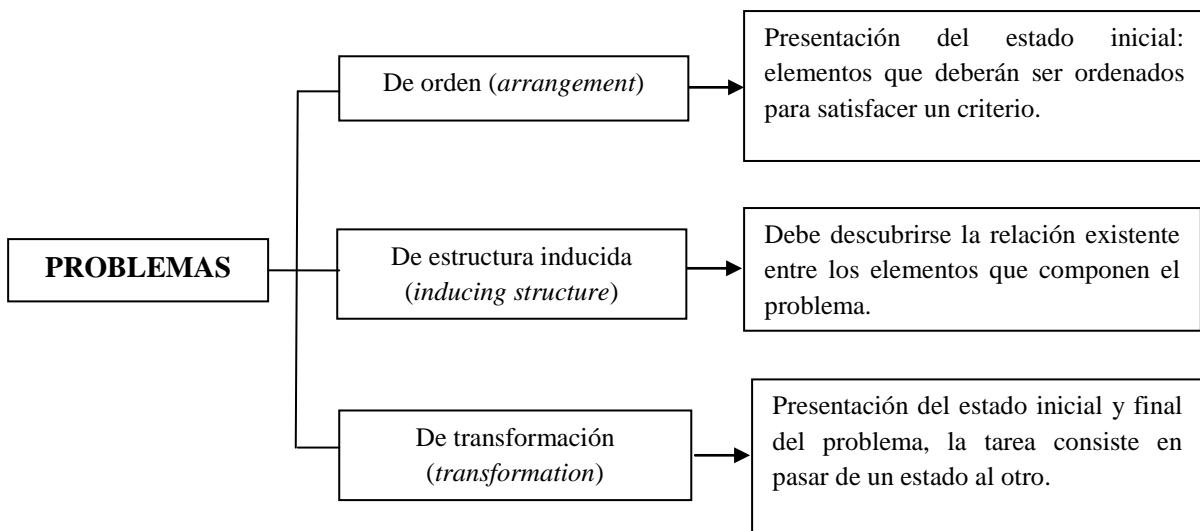 PROBLEMAS
De orden (arrangement)
Presentación del estado inicial:
elementos que deberán ser ordenados
para satisfacer un criterio.
De estructura inducida
(inducing structure)
Debe descubrirse la relación existente
entre los elementos que componen el
problema.
De transformación
(transformation)
Presentación del estado inicial y final
del problema, la tarea consiste en
pasar de un estado al otro.